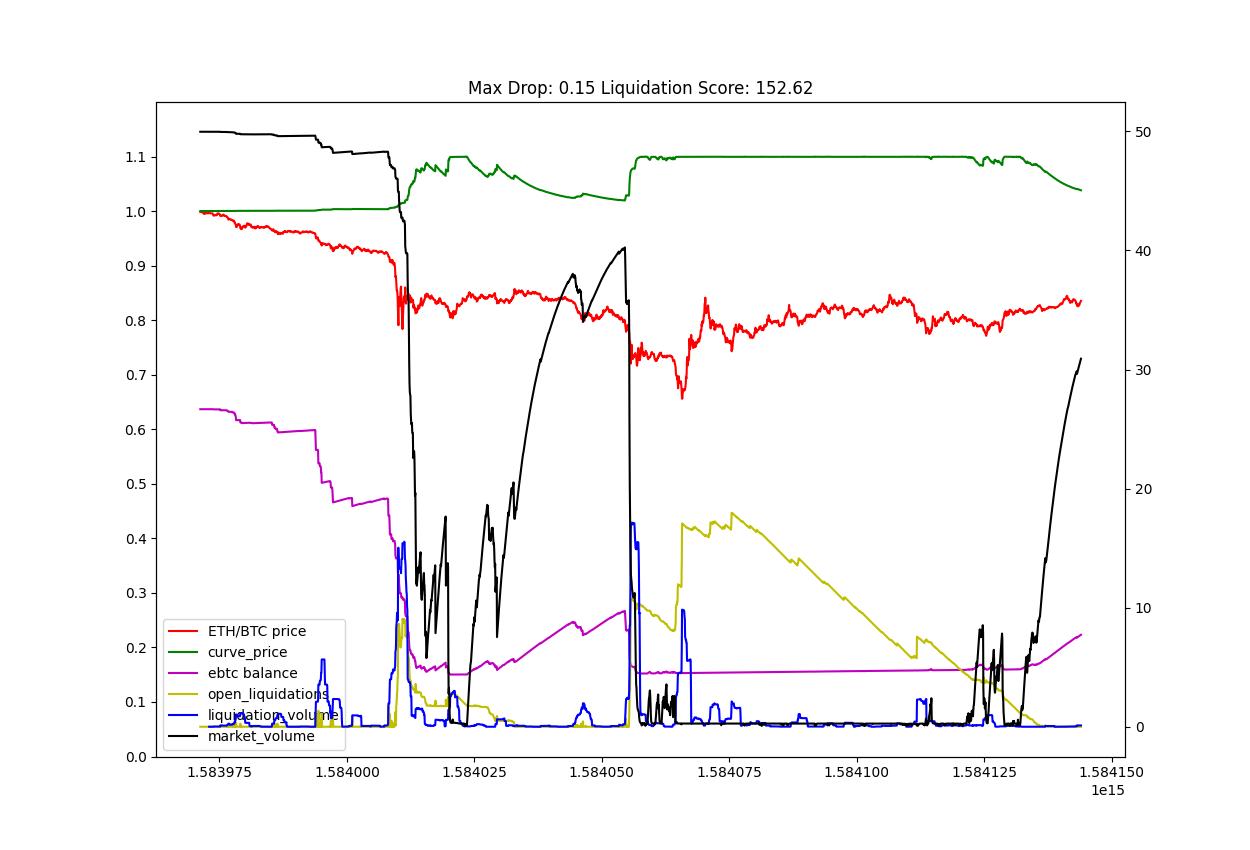 Max Drop: 0.15 Liquidation Score: 152.62
1.1
1.0
0.9
0.8
0.7
0.6
0.5
0.4
0.3
0.2
0.1
0.0
50
40
30
20
10
0
ETH/BTC price
curve_price
ebtc balance
open_liquidations
liquidation_volume
market_volume
1.583975 1.584000 1.584025 1.584050 1.584075 1.584100 1.584125 1.584150
1e15